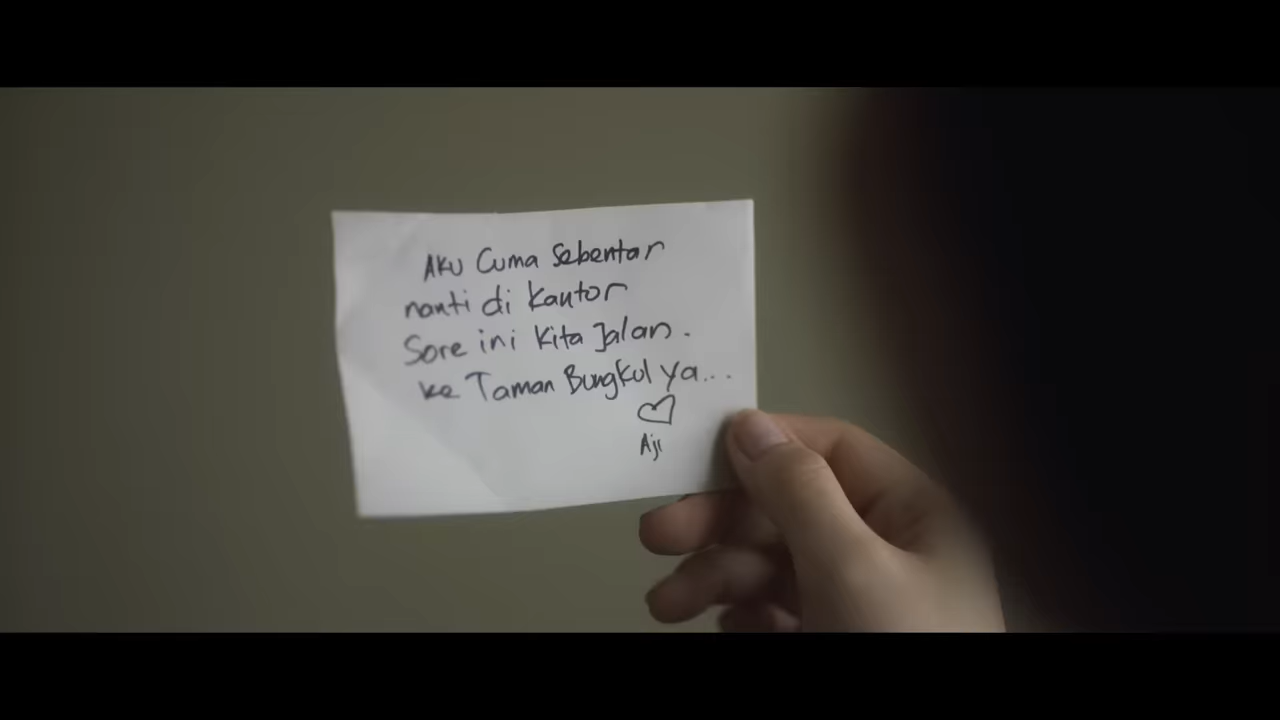 Aku Cuma Sebentar
nanti di Kantor
Sore ini Kita Jalan.
ke Taman Bungkul ya...
Aji